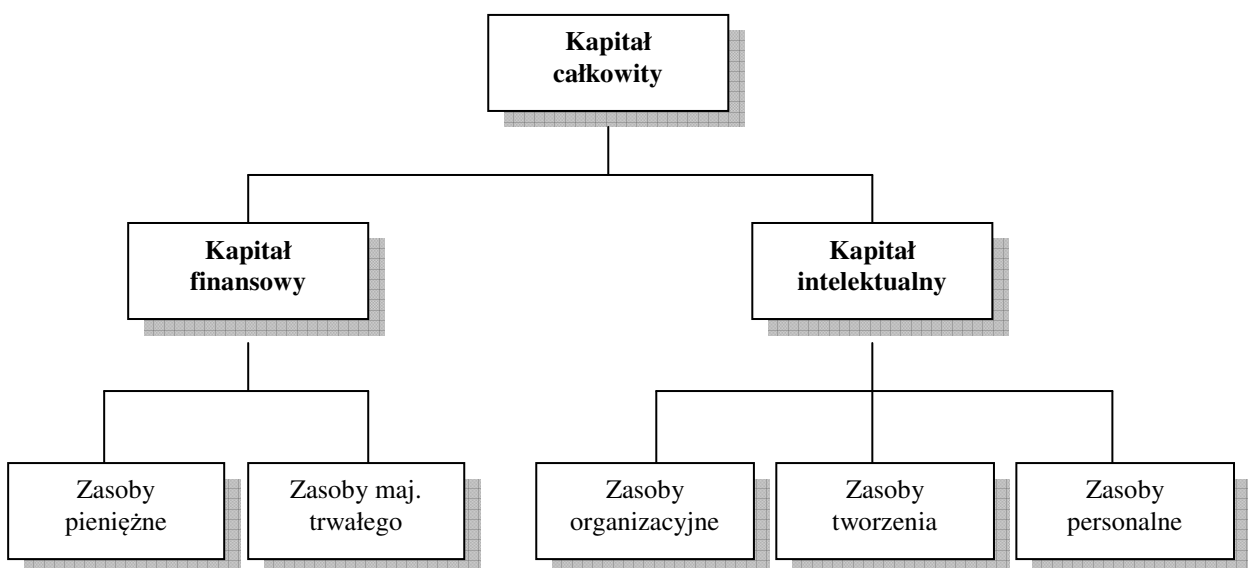 Kapitał
całkowity
Kapitał
finansowy
Kapitał
intelektualny
Zasoby
pieniężne
Zasoby maj.
trwałego
Zasoby
organizacyjne
Zasoby
tworzenia
Zasoby
personalne